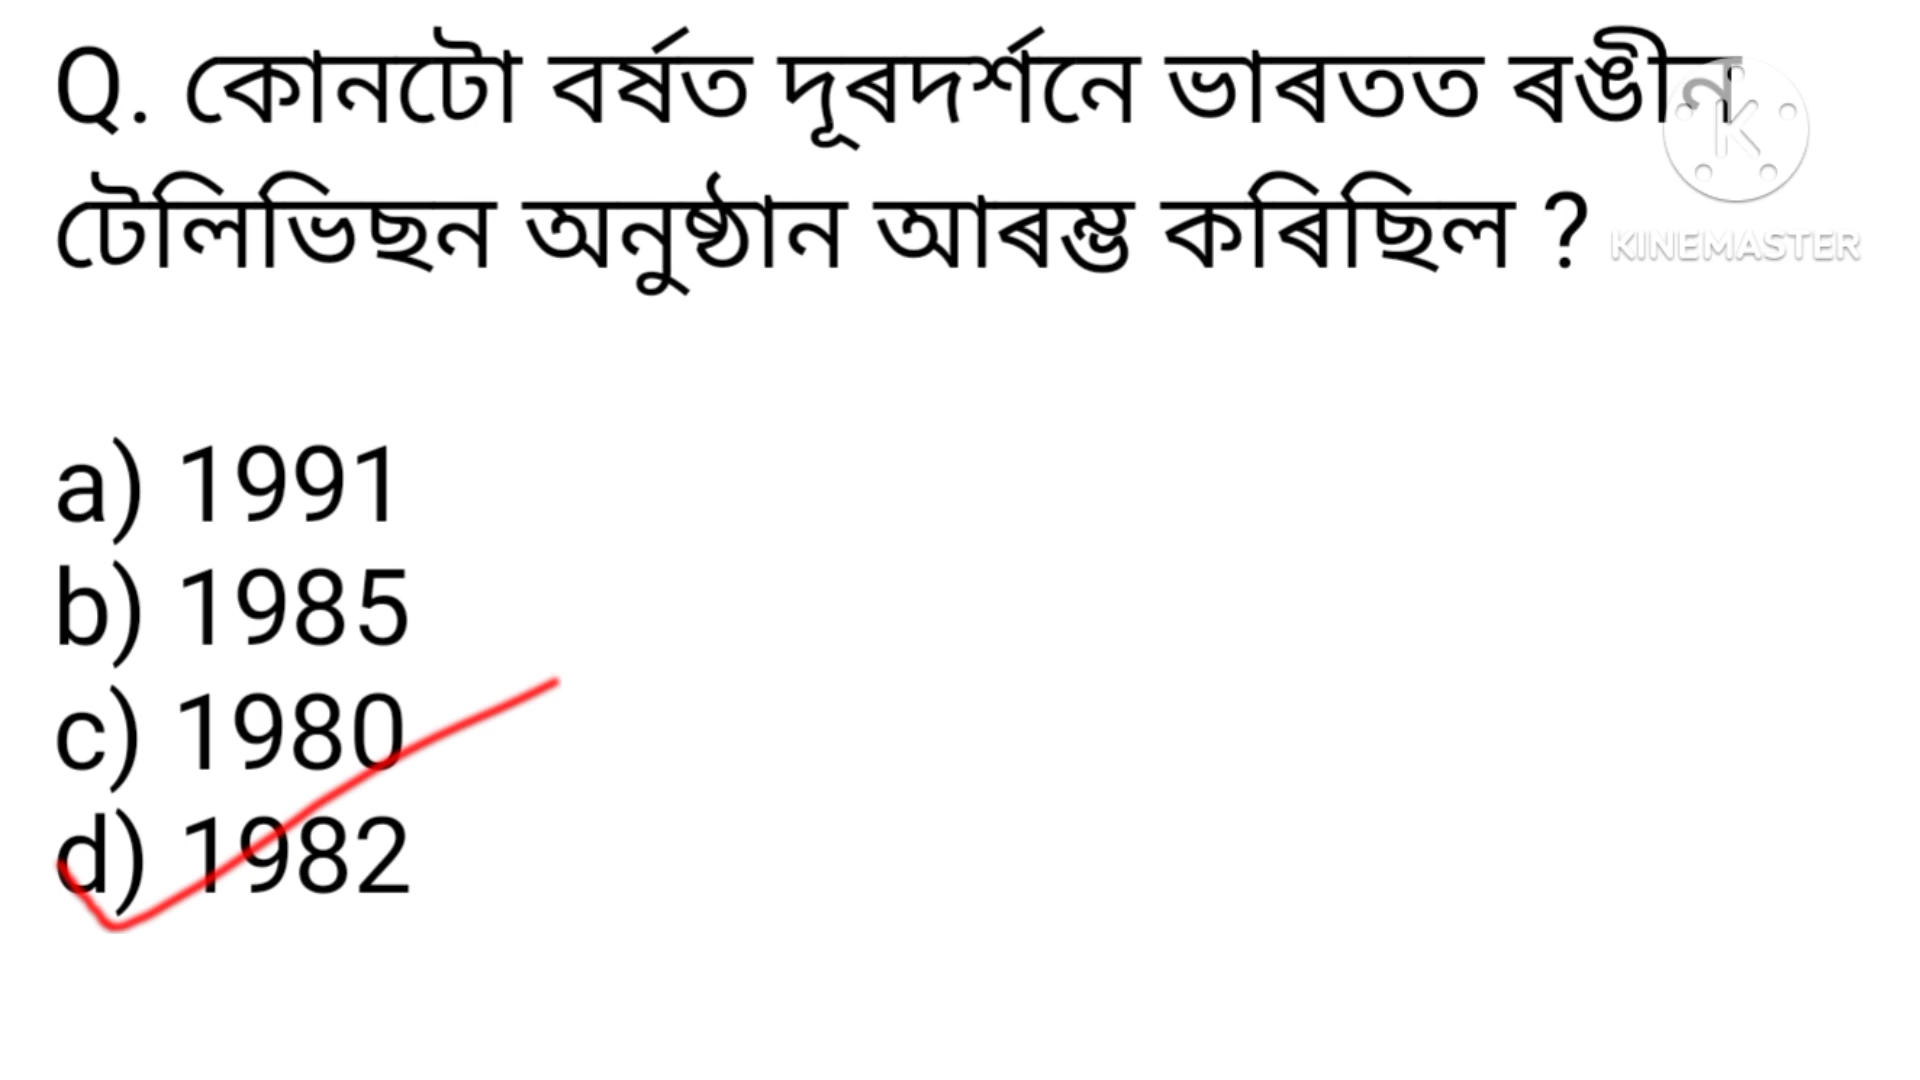 Q. কোনটো বৰ্ষত দূৰদৰ্শনে ভাৰতত ৰঙীন
টেলিভিছন অনুষ্ঠান আৰম্ভ কৰিছিল ?
K
KINEMASTER
a) 1991
b) 1985
c) 1980
d) 1982